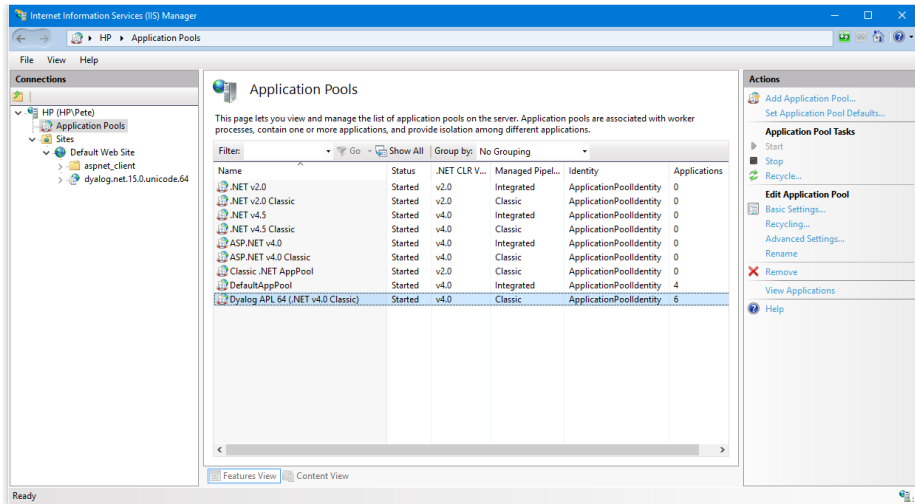 Internet Information Services (IIS) Manager
HP Application Pools
File View Help
Connections
HP (HP\Pete)
Application Pools
Sites
Default Web Site
aspnet_client
dyalog.net.15.0.unicode.64
Application Pools
This page lets you view and manage the list of application pools on the server. Application pools are associated with worker
processes, contain one or more applications, and provide isolation among different applications.
Filter: Go Show All Group by: No Grouping
Name Status .NET CLR V... Managed Pipel... Identity Applications
.NET v2.0 Started v2.0 Integrated ApplicationPoolIdentity 0
.NET v2.0 Classic Started v2.0 Classic ApplicationPoolIdentity 0
.NET v4.5 Started v4.0 Integrated ApplicationPoolIdentity 0
.NET v4.5 Classic Started v4.0 Classic ApplicationPoolIdentity 0
ASP.NET v4.0 Started v4.0 Integrated ApplicationPoolIdentity 0
ASP.NET v4.0 Classic Started v4.0 Classic ApplicationPoolIdentity 0
Classic .NET AppPool Started v2.0 Classic ApplicationPoolIdentity 0
DefaultAppPool Started v4.0 Integrated ApplicationPoolIdentity 4
Dyalog APL 64 (.NET v4.0 Classic) Started v4.0 Classic ApplicationPoolIdentity 6
Features View Content View
Actions
Add Application Pool...
Set Application Pool Defaults...
Application Pool Tasks
Start
Stop
Recycle...
Edit Application Pool
Basic Settings...
Recycling...
Advanced Settings...
Rename
Remove
View Applications
Help
Ready